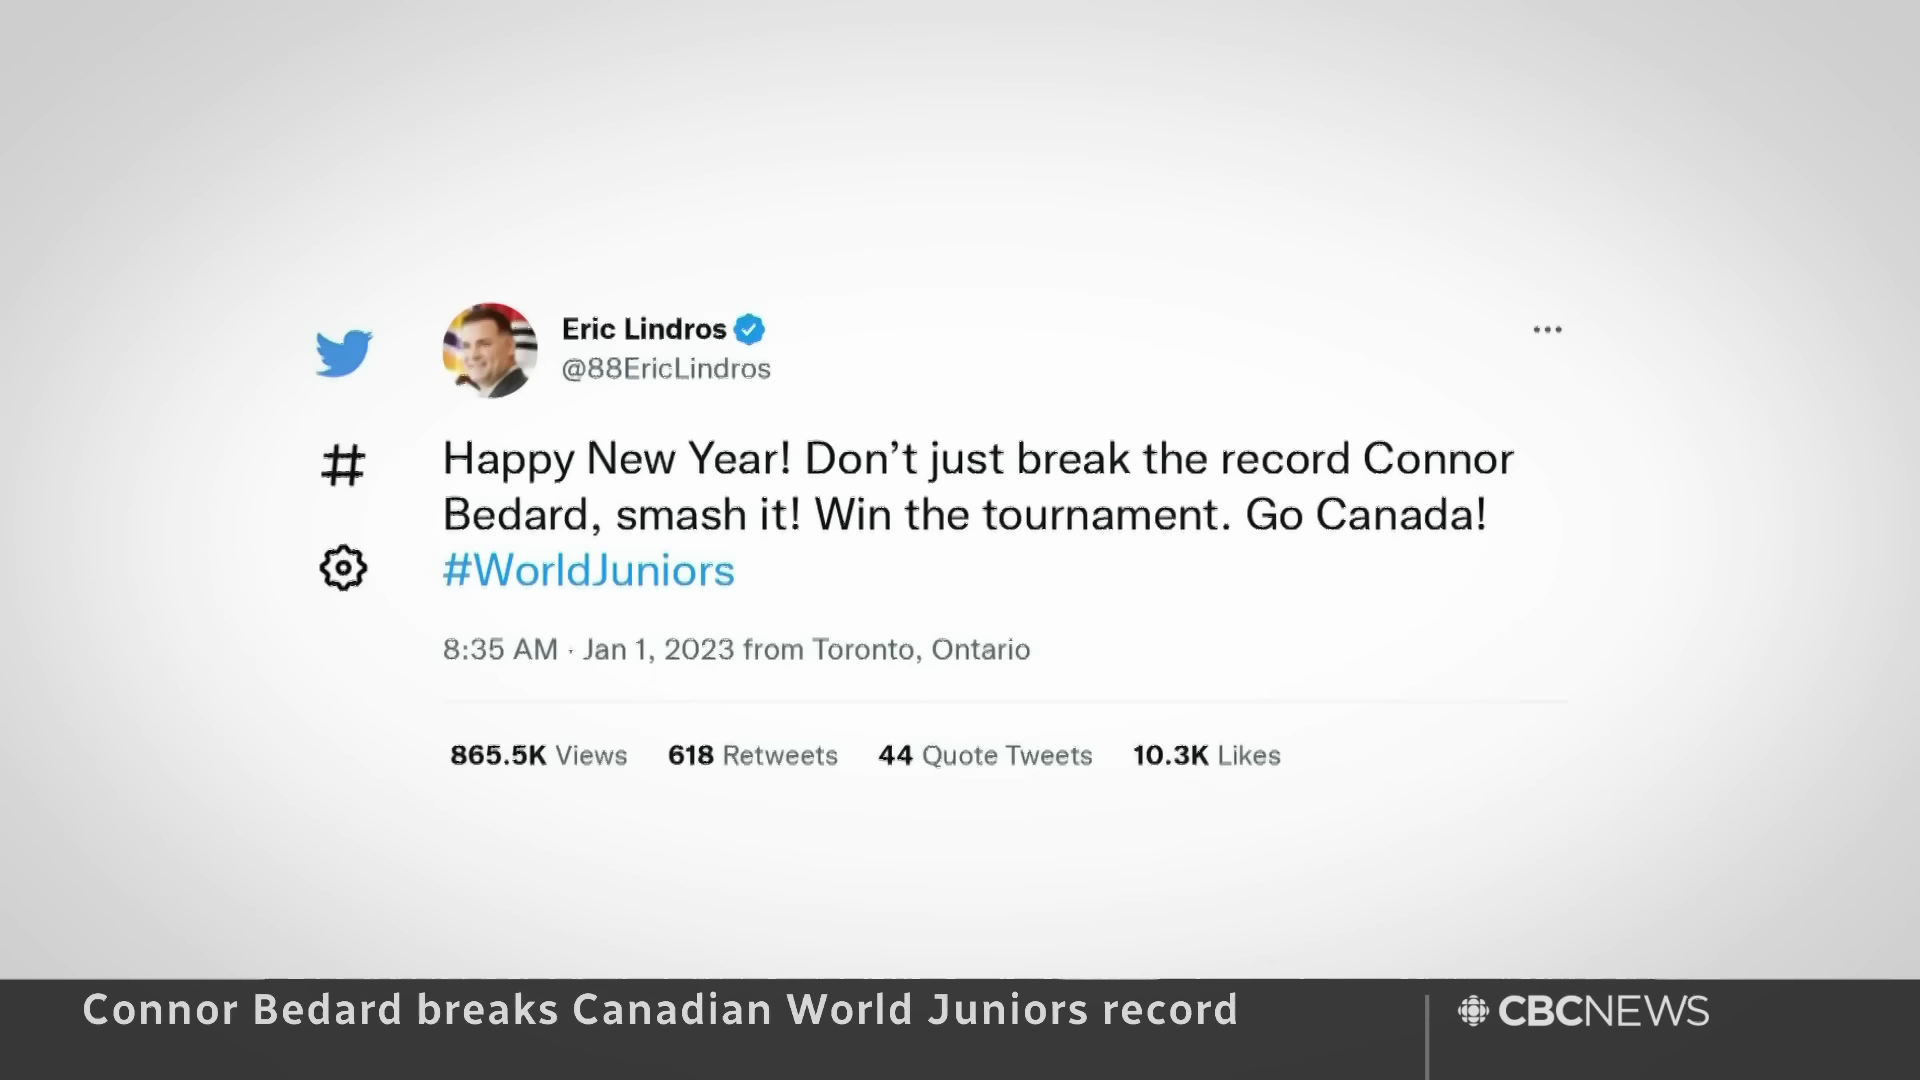 Eric Lindros
@88EricLindros
Happy New Year! Don’t just break the record Connor
Bedard, smash it! Win the tournament. Go Canada!
#WorldJuniors
8:35 AM · Jan 1, 2023 from Toronto, Ontario
865.5K Views 618 Retweets 44 Quote Tweets 10.3K Likes
Connor Bedard breaks Canadian World Juniors record
CBCNEWS